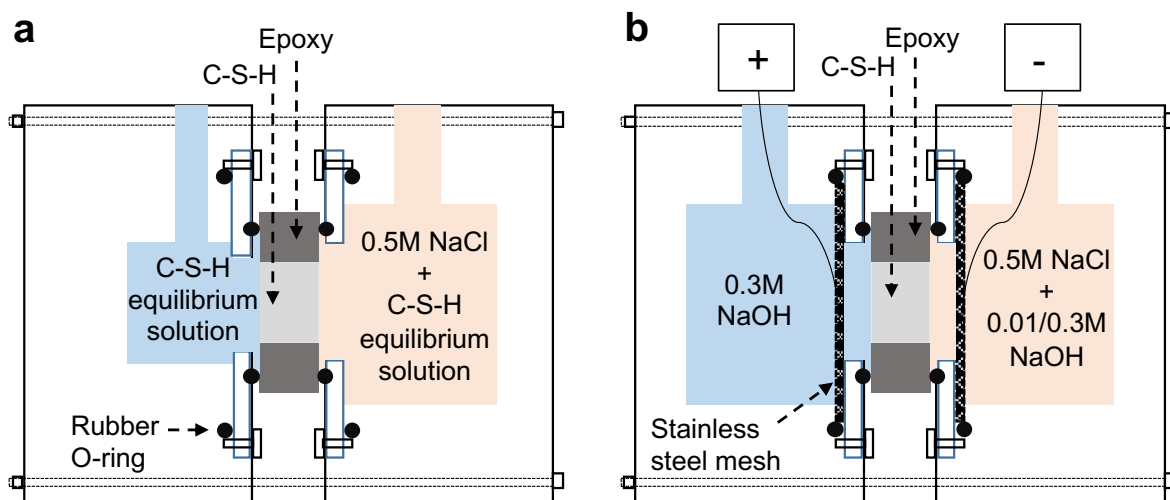 a
Epoxy
C-S-H
C-S-H
equilibrium
solution
0.5M NaCl
+
C-S-H
equilibrium
solution
Rubber
O-ring
b
+
-
Epoxy
C-S-H
0.3M
NaOH
0.5M NaCl
+
0.01/0.3M
NaOH
Stainless
steel mesh